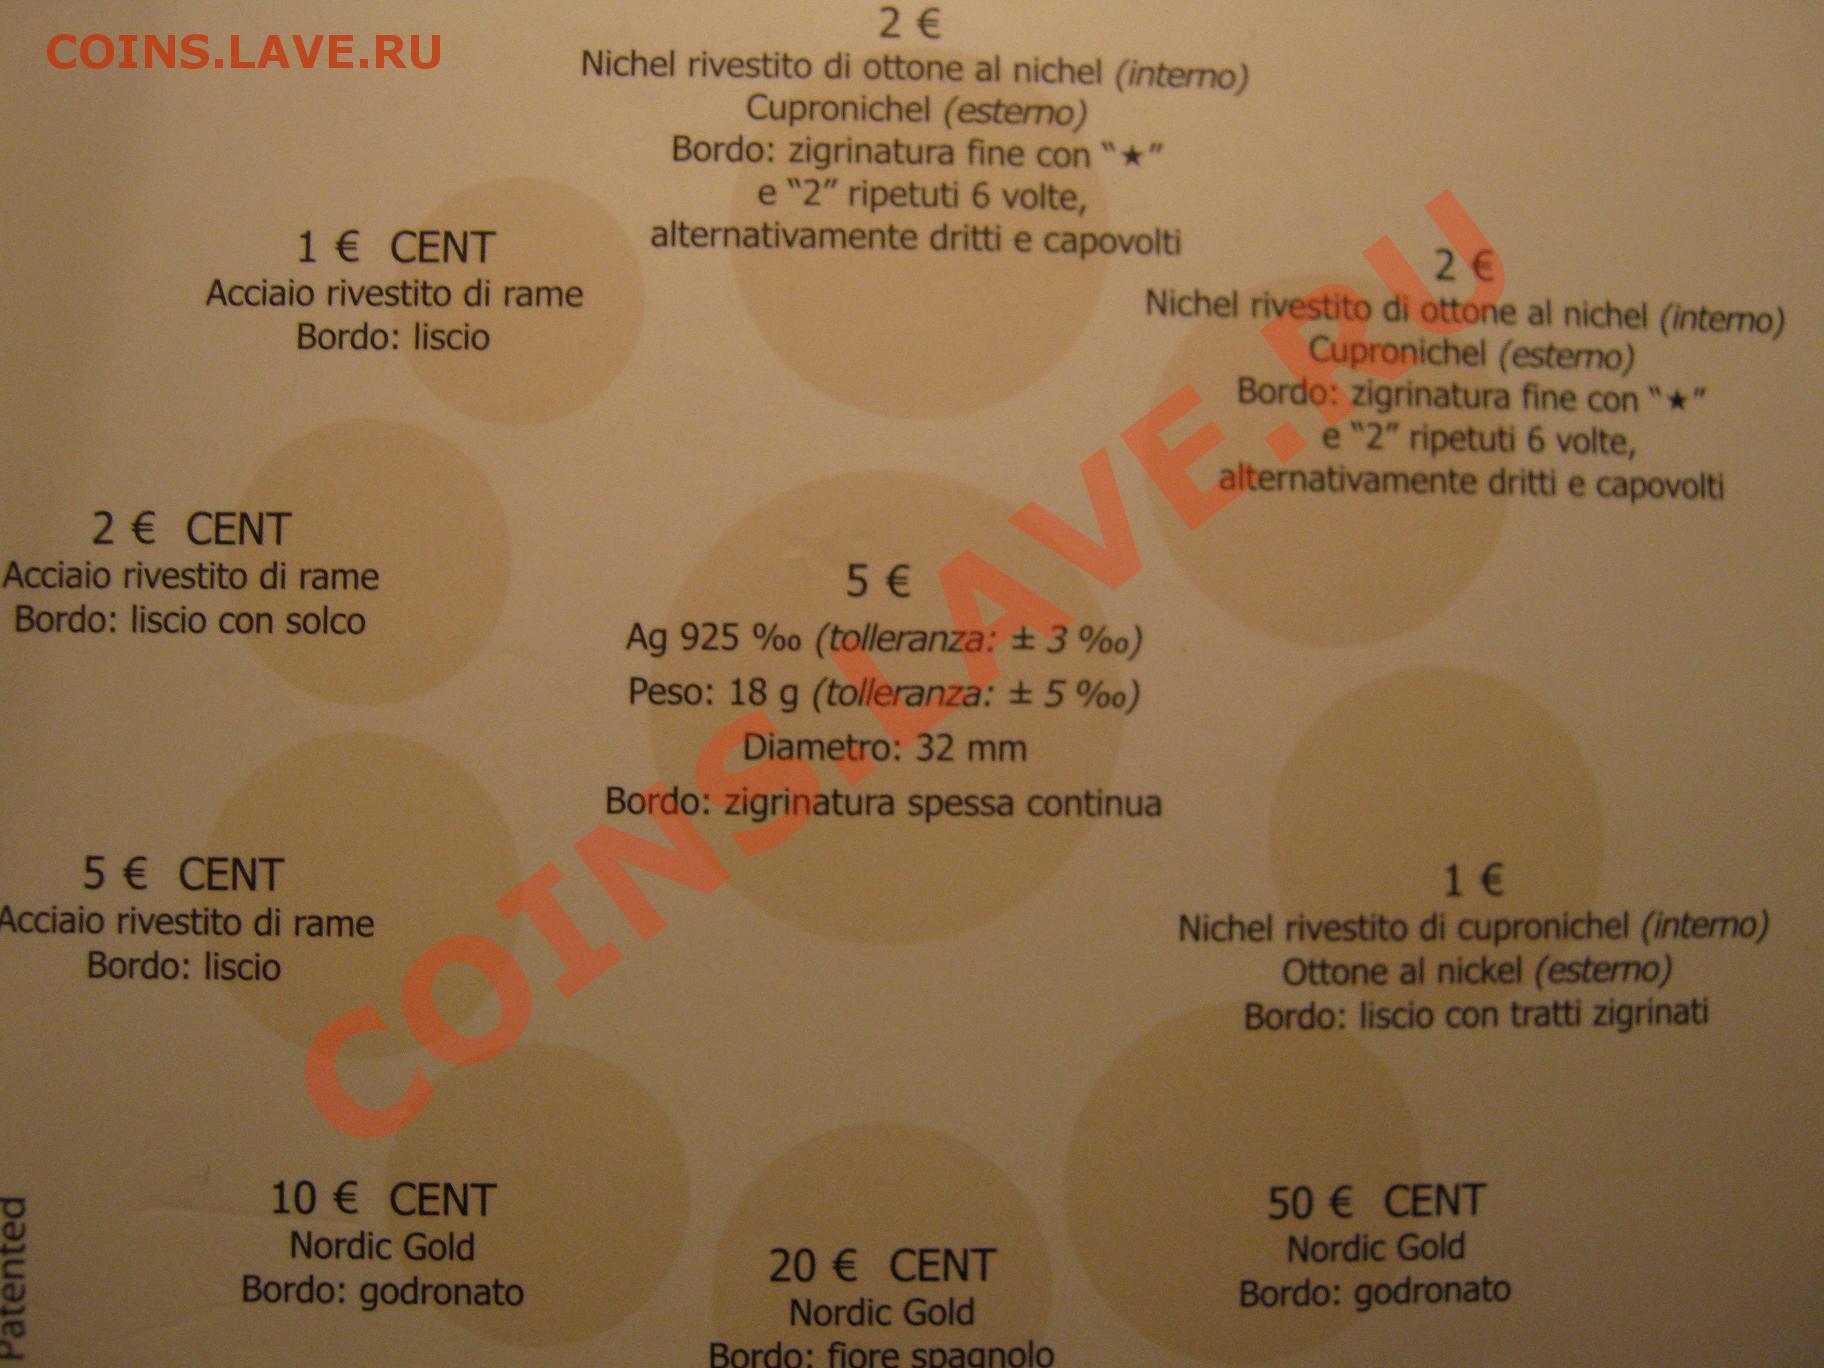 COINS.LAVE.RU
2 €
Nichel rivestito di ottone al nichel (interno)
Cupronichel (esterno)
Bordo: zigrinatura fine con “★”
e “2” ripetuti 6 volte,
alternativamente dritti e capovolti
1 € CENT
Acciaio rivestito di rame
Bordo: liscio
2 €
Nichel rivestito di ottone al nichel (interno)
Cupronichel (esterno)
Bordo: zigrinatura fine con “★”
e “2” ripetuti 6 volte,
alternativamente dritti e capovolti
2 € CENT
Acciaio rivestito di rame
Bordo: liscio con solco
5 €
Ag 925 ‰ (tolleranza: ± 3 ‰)
Peso: 18 g (tolleranza: ± 5 ‰)
Diametro: 32 mm
Bordo: zigrinatura spessa continua
5 € CENT
Acciaio rivestito di rame
Bordo: liscio
1 €
Nichel rivestito di cupronichel (interno)
Ottone al nickel (esterno)
Bordo: liscio con tratti zigrinati
10 € CENT
Nordic Gold
Bordo: godronato
20 € CENT
Nordic Gold
Bordo: fiore spagnolo
50 € CENT
Nordic Gold
Bordo: godronato
Patented
COINS.LAVE.RU